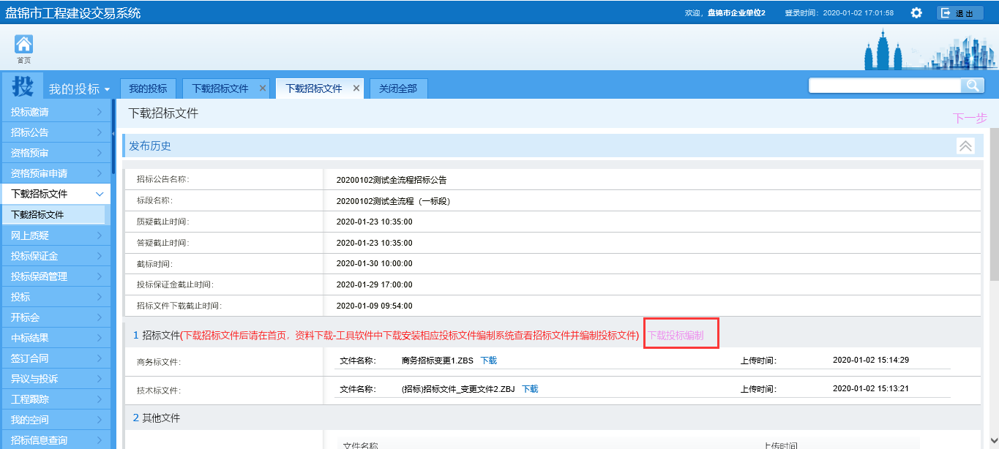 盘锦市工程建设交易系统
欢迎, 盘锦市企业单位2 登录时间: 2020-01-02 17:01:58 退出
首页
投 我的投标
我的投标 下载招标文件 下载招标文件 关闭全部
投标邀请
招标公告
资格预审
资格预审申请
下载招标文件
下载招标文件
网上质疑
投标保证金
投标保函管理
投标
开标会
中标结果
签订合同
异议与投诉
工程跟踪
我的空间
招标信息查询
下载招标文件
下一步
发布历史
招标公告名称: 20200102测试全流程招标公告
标段名称: 20200102测试全流程（一标段）
质疑截止时间: 2020-01-23 10:35:00
答疑截止时间: 2020-01-23 10:35:00
截标时间: 2020-01-30 10:00:00
投标保证金截止时间: 2020-01-29 17:00:00
招标文件下载截止时间: 2020-01-09 09:54:00
1 招标文件(下载招标文件后请在首页，资料下载-工具软件中下载安装相应投标文件编制系统查看招标文件并编制投标文件) 下载投标编制
商务标文件: 文件名称: 商务招标变更1.ZBS 下载 上传时间: 2020-01-02 15:14:29
技术标文件: 文件名称: (招标)招标文件_变更文件2.ZBJ 下载 上传时间: 2020-01-02 15:13:21
2 其他文件
文件名称 上传时间